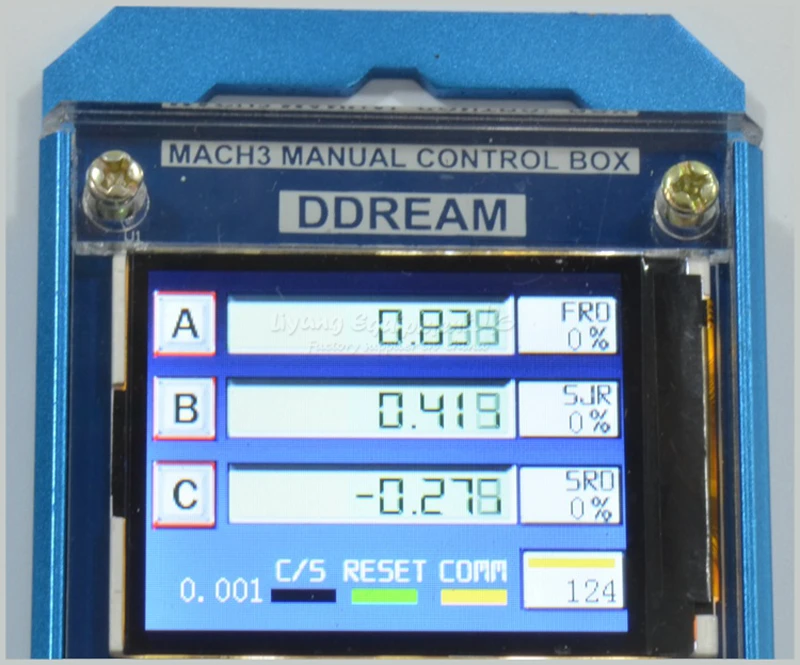 MACH3 MANUAL CONTROL BOX
DDREAM
A 0.838 FRO
0%
B 0.419 SJR
0%
C -0.278 SRO
0%
0.001 C/S RESET COMM 124